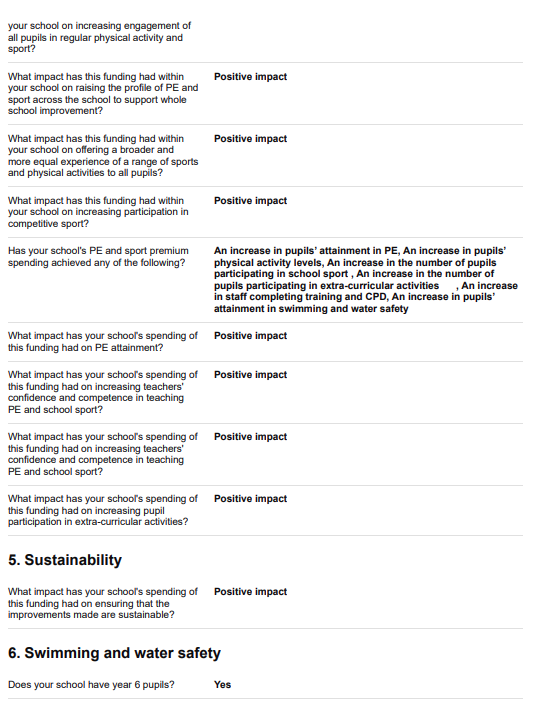 your school on increasing engagement of
all pupils in regular physical activity and
sport?
What impact has this funding had within
your school on raising the profile of PE and
sport across the school to support whole
school improvement?
Positive impact
What impact has this funding had within
your school on offering a broader and
more equal experience of a range of sports
and physical activities to all pupils?
Positive impact
What impact has this funding had within
your school on increasing participation in
competitive sport?
Positive impact
Has your school's PE and sport premium
spending achieved any of the following?
An increase in pupils' attainment in PE, An increase in pupils'
physical activity levels, An increase in the number of pupils
participating in school sport , An increase in the number of
pupils participating in extra-curricular activities , An increase
in staff completing training and CPD, An increase in pupils'
attainment in swimming and water safety
What impact has your school's spending of
this funding had on PE attainment?
Positive impact
What impact has your school's spending of
this funding had on increasing teachers'
confidence and competence in teaching
PE and school sport?
Positive impact
What impact has your school's spending of
this funding had on increasing teachers'
confidence and competence in teaching
PE and school sport?
Positive impact
What impact has your school's spending of
this funding had on increasing pupil
participation in extra-curricular activities?
Positive impact
5. Sustainability
What impact has your school's spending of
this funding had on ensuring that the
improvements made are sustainable?
Positive impact
6. Swimming and water safety
Does your school have year 6 pupils?
Yes